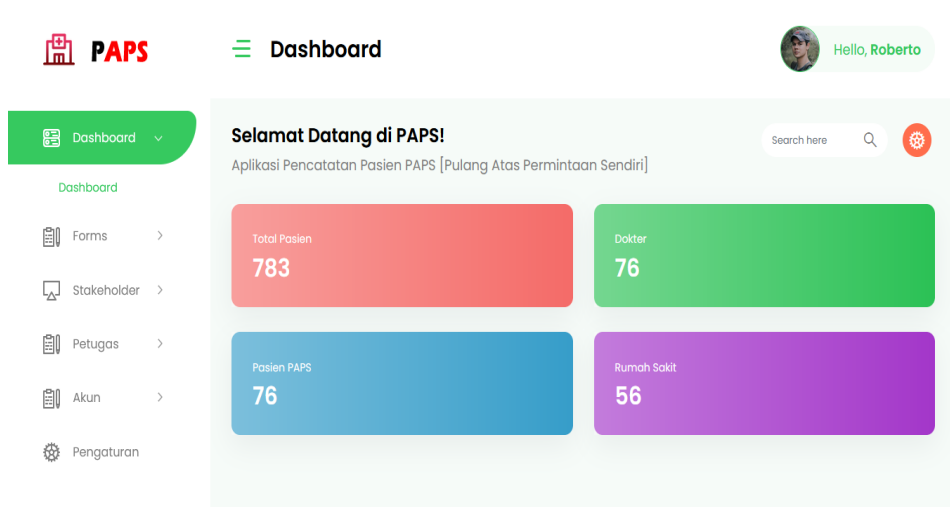 PAPS
Dashboard
Hello, Roberto
Dashboard
Dashboard
Forms
Stakeholder
Petugas
Akun
Pengaturan
Selamat Datang di PAPS!
Aplikasi Pencatatan Pasien PAPS [Pulang Atas Permintaan Sendiri]
Search here
Total Pasien
783
Dokter
76
Pasien PAPS
76
Rumah Sakit
56